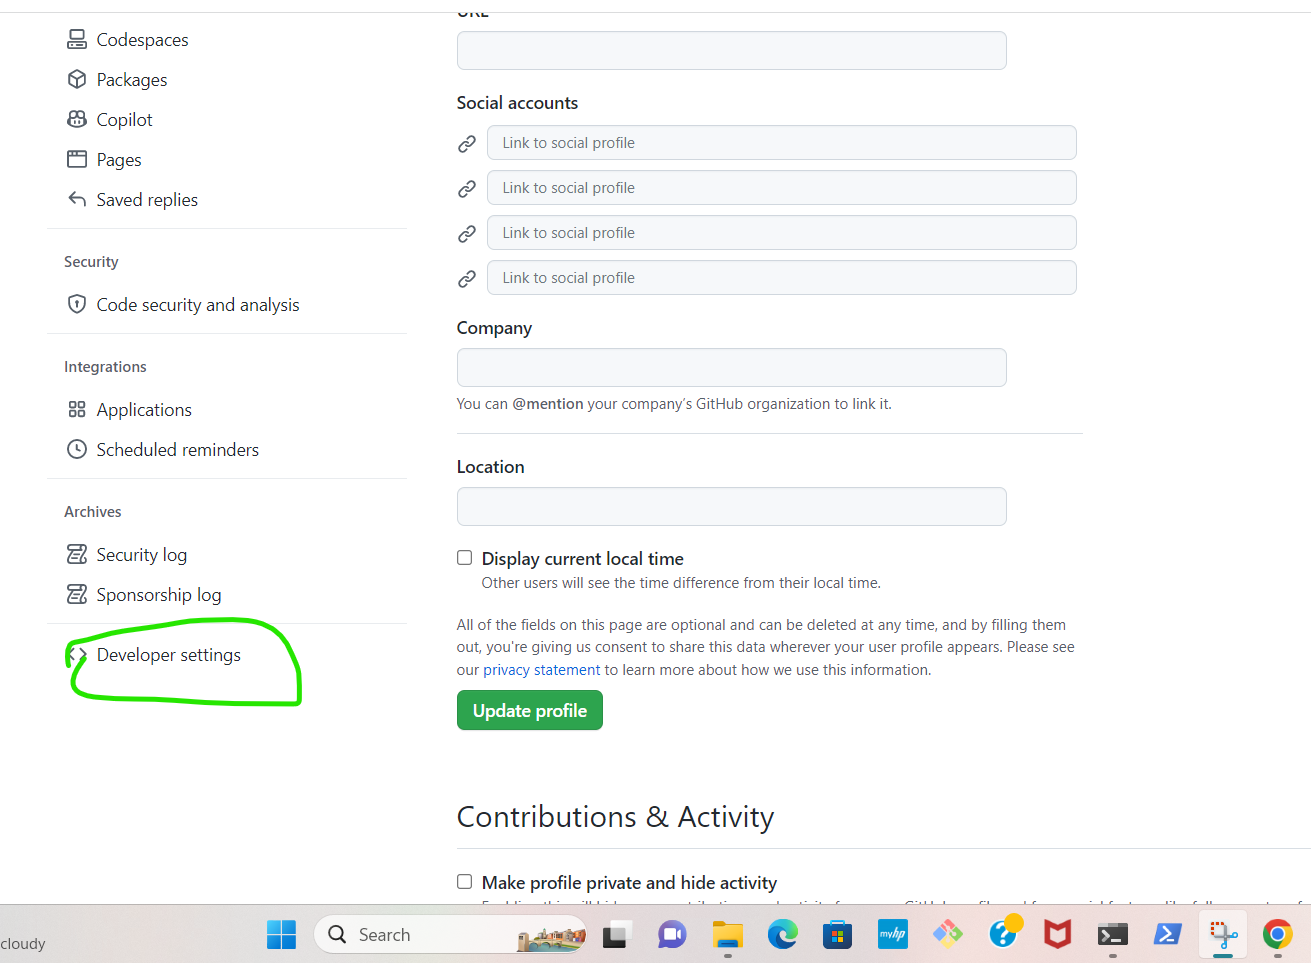 Codespaces
Packages
Copilot
Pages
Saved replies
Security
Code security and analysis
Integrations
Applications
Scheduled reminders
Archives
Security log
Sponsorship log
Developer settings
URL
Social accounts
Link to social profile
Link to social profile
Link to social profile
Link to social profile
Company
You can @mention your company's GitHub organization to link it.
Location
Display current local time
Other users will see the time difference from their local time.
All of the fields on this page are optional and can be deleted at any time, and by filling them
out, you're giving us consent to share this data wherever your user profile appears. Please see
our privacy statement to learn more about how we use this information.
Update profile
Contributions & Activity
Make profile private and hide activity
cloudy
Search
myhp